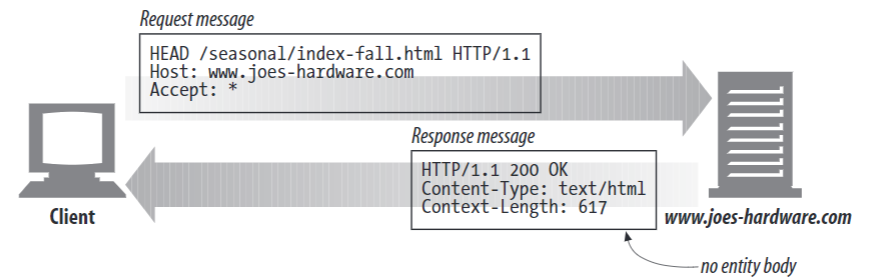 Request message
HEAD /seasonal/index-fall.html HTTP/1.1
Host: www.joes-hardware.com
Accept: *
Response message
HTTP/1.1 200 OK
Content-Type: text/html
Context-Length: 617
Client
www.joes-hardware.com
no entity body